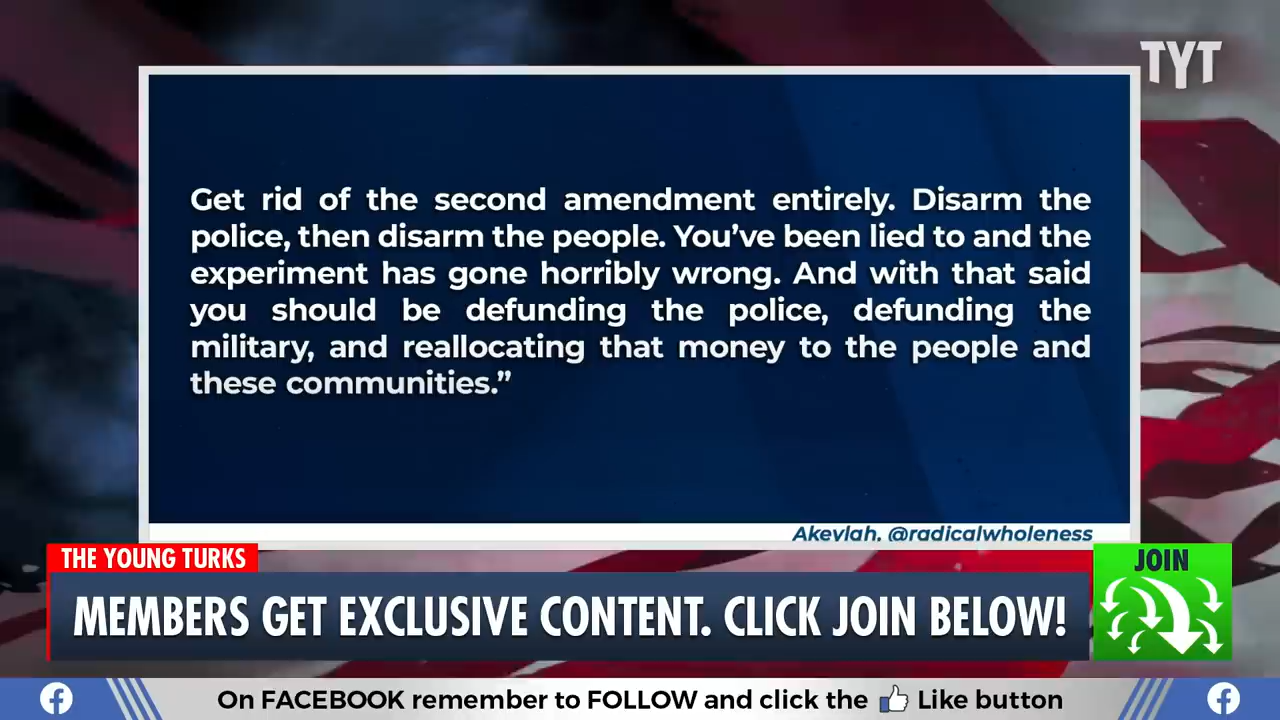 TYT
Get rid of the second amendment entirely. Disarm the
police, then disarm the people. You’ve been lied to and the
experiment has gone horribly wrong. And with that said
you should be defunding the police, defunding the
military, and reallocating that money to the people and
these communities.”
Akevlah, @radicalwholeness
THE YOUNG TURKS
JOIN
MEMBERS GET EXCLUSIVE CONTENT. CLICK JOIN BELOW!
On FACEBOOK remember to FOLLOW and click the Like button